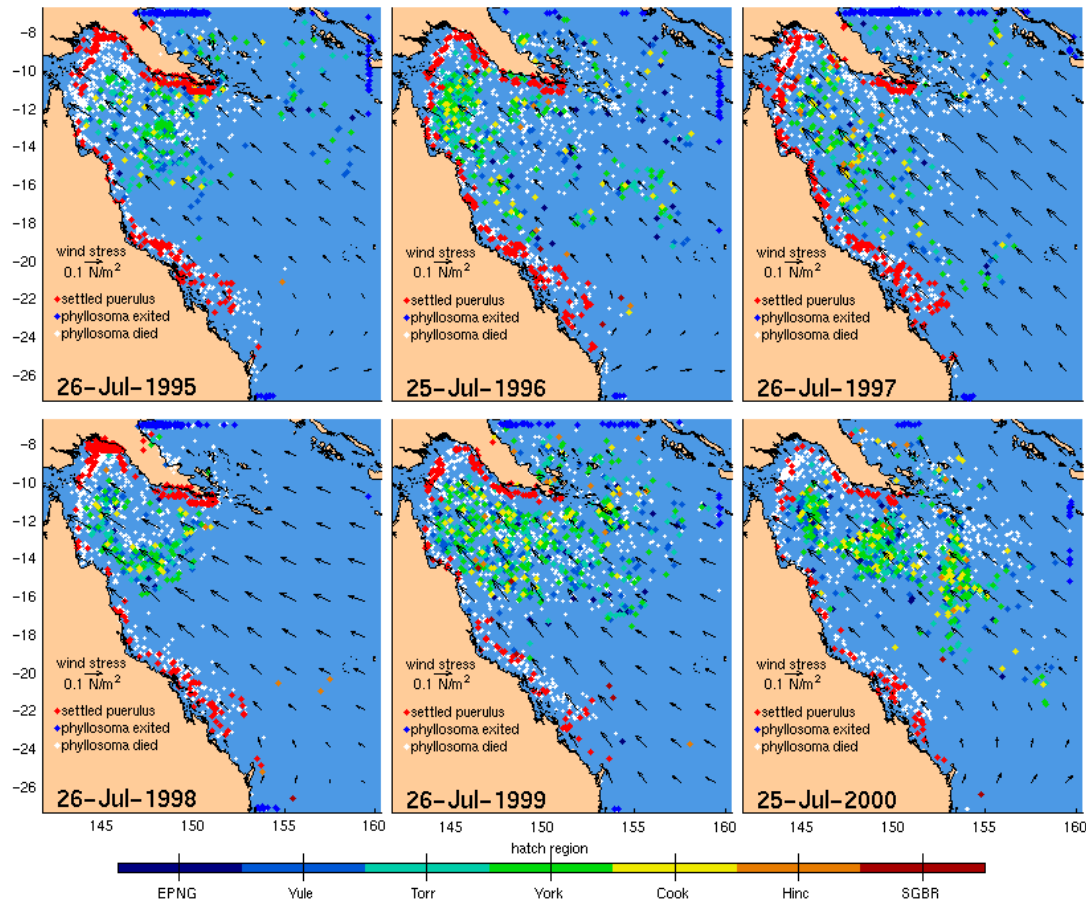 -8
-10
-12
-14
-16
-18
-20
-22
-24
-26
wind stress
0.1 N/m²
settled puerulus
phyllosoma exited
phyllosoma died
26-Jul-1995
wind stress
0.1 N/m²
settled puerulus
phyllosoma exited
phyllosoma died
25-Jul-1996
wind stress
0.1 N/m²
settled puerulus
phyllosoma exited
phyllosoma died
26-Jul-1997
-8
-10
-12
-14
-16
-18
-20
-22
-24
-26
wind stress
0.1 N/m²
settled puerulus
phyllosoma exited
phyllosoma died
26-Jul-1998
wind stress
0.1 N/m²
settled puerulus
phyllosoma exited
phyllosoma died
26-Jul-1999
wind stress
0.1 N/m²
settled puerulus
phyllosoma exited
phyllosoma died
25-Jul-2000
145 150 155 160 145 150 155 160 145 150 155 160
hatch region
EPNG Yule Torr York Cook Hinc SGBR